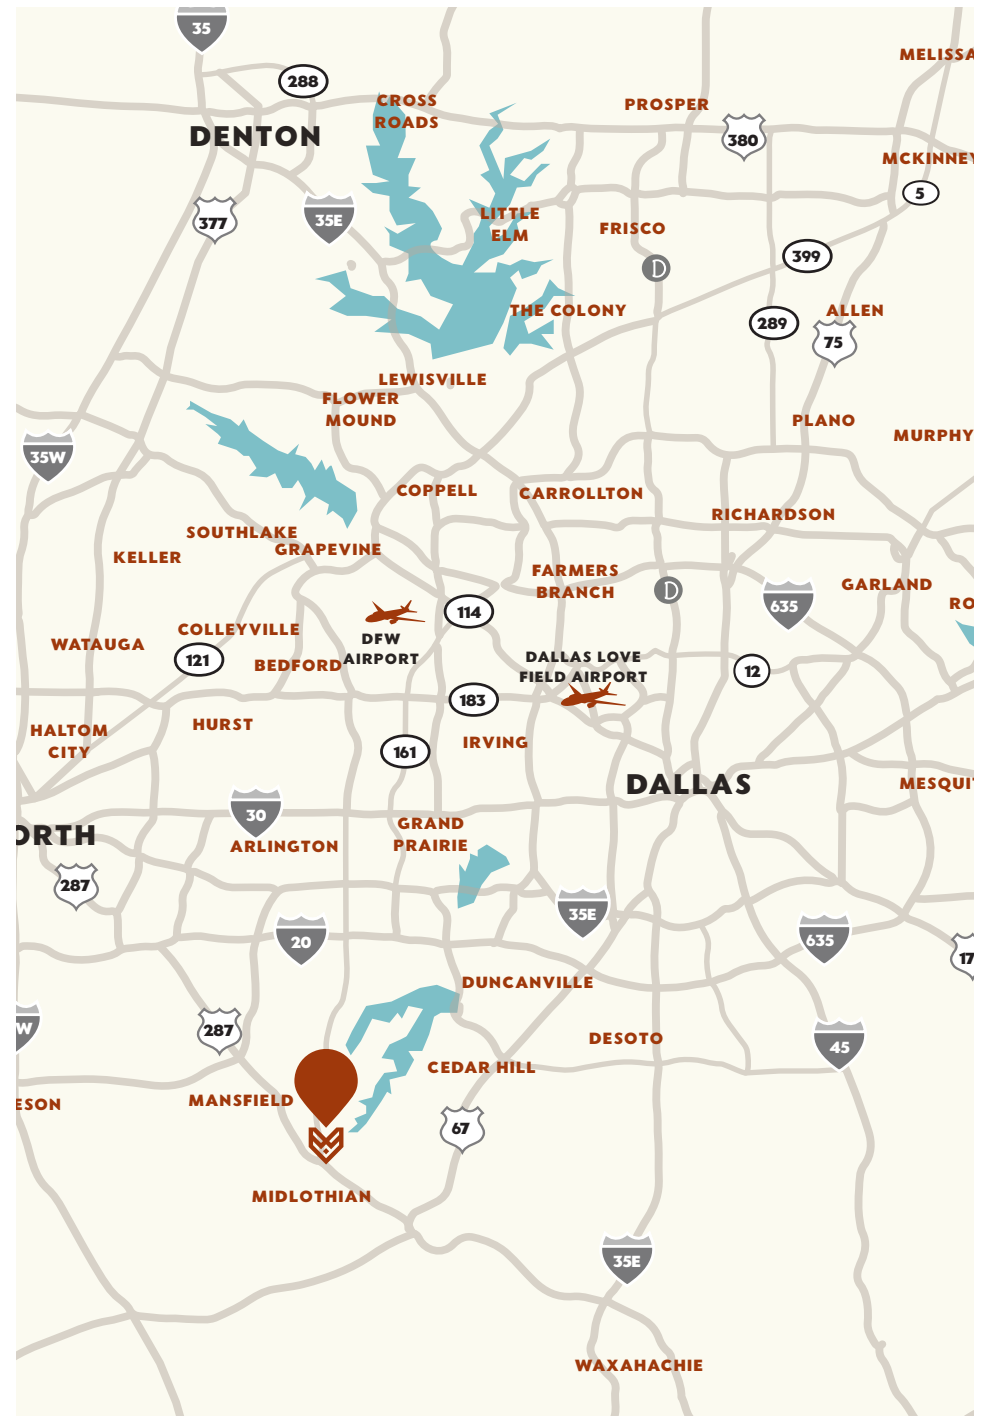 35
MELISSA
288
CROSS
ROADS
PROSPER
DENTON
380
MCKINNEY
5
377
35E
LITTLE
ELM
FRISCO
399
D
THE COLONY
289
ALLEN
75
LEWISVILLE
FLOWER
MOUND
PLANO
MURPHY
35W
COPPELL
CARROLLTON
RICHARDSON
SOUTHLAKE
GRAPEVINE
KELLER
FARMERS
BRANCH
D
GARLAND
635
RO
114
COLLEYVILLE
DFW
AIRPORT
WATAUGA
121
BEDFORD
DALLAS LOVE
FIELD AIRPORT
12
183
HURST
HALTOM
CITY
IRVING
161
DALLAS
MESQUI
30
GRAND
PRAIRIE
ORTH
ARLINGTON
287
35E
20
635
17
DUNCANVILLE
W
287
DESOTO
45
CEDAR HILL
MANSFIELD
ESON
67
MIDLOTHIAN
35E
WAXAHACHIE